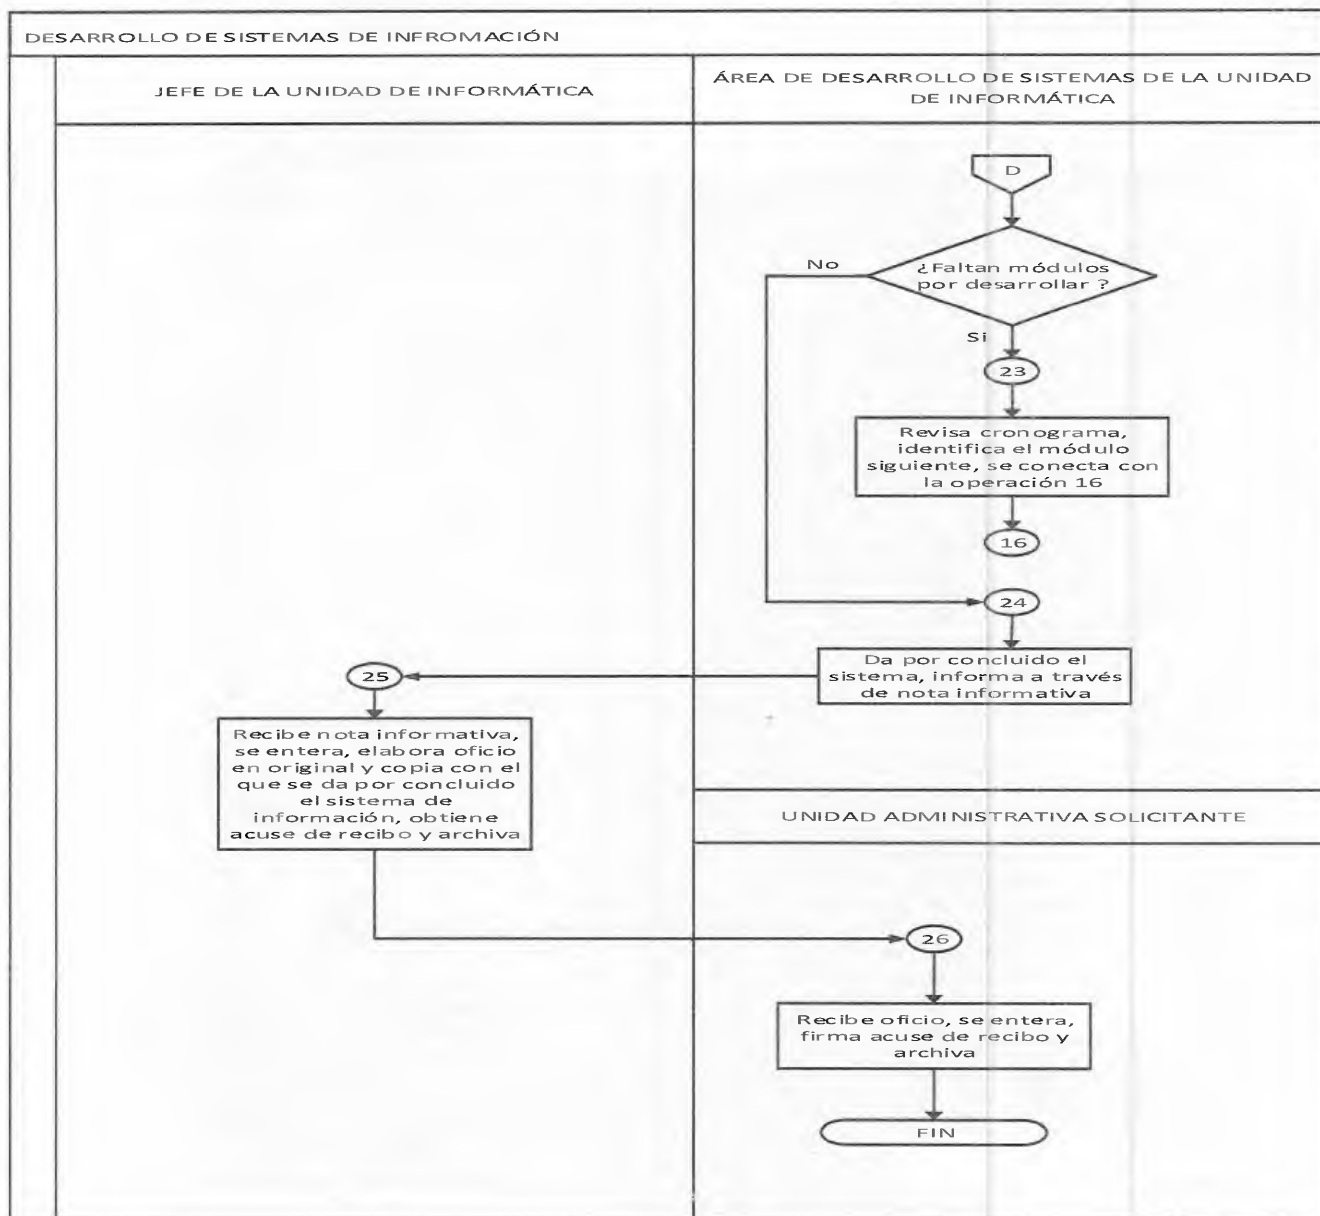 DESARROLLO DE SISTEMAS DE INFROMACIÓN
JEFE DE LA UNIDAD DE INFORMÁTICA
ÁREA DE DESARROLLO DE SISTEMAS DE LA UNIDAD
DE INFORMÁTICA
D
¿Faltan módulos
por desarrollar ?
No
Si
23
Revisa cronograma,
identifica el módulo
siguiente, se conecta con
la operación 16
16
24
Da por concluido el
sistema, informa a través
de nota informativa
25
Recibe nota informativa,
se entera, elabora oficio
en original y copia con el
que se da por concluido
el sistema de
información, obtiene
acuse de recibo y archiva
UNIDAD ADMINISTRATIVA SOLICITANTE
26
Recibe oficio, se entera,
firma acuse de recibo y
archiva
FIN